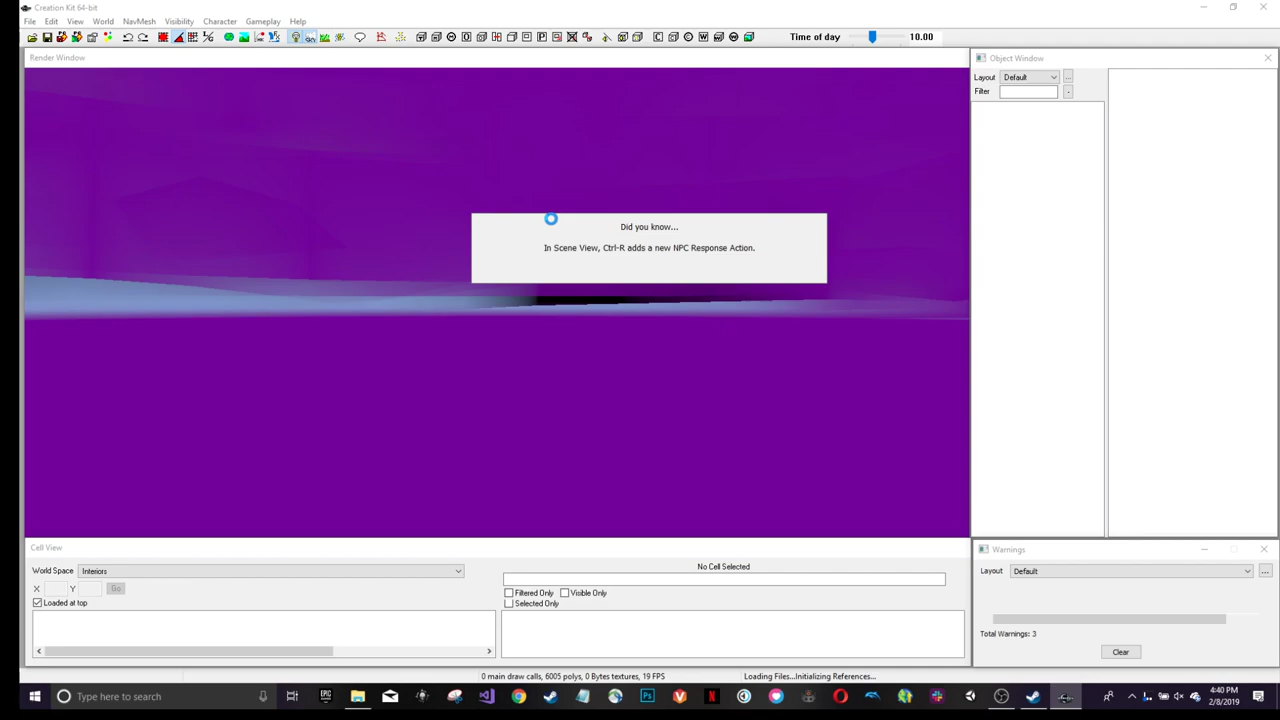 Creation Kit 64-bit
File Edit View World NavMesh Visibility Character Gameplay Help
Time of day 10.00
Render Window
Object Window
Layout Default ...
Filter
Did you know...
In Scene View, Ctrl-R adds a new NPC Response Action.
Cell View
World Space Interiors
X Y Go
Loaded at top
No Cell Selected
Filtered Only Visible Only
Selected Only
Warnings
Layout Default ...
Total Warnings: 3
Clear
0 main draw calls, 6005 polys, 0 Bytes textures, 19 FPS
Loading Files...Initializing References...
Type here to search
EPIC
Ps
N
4:40 PM
2/8/2019